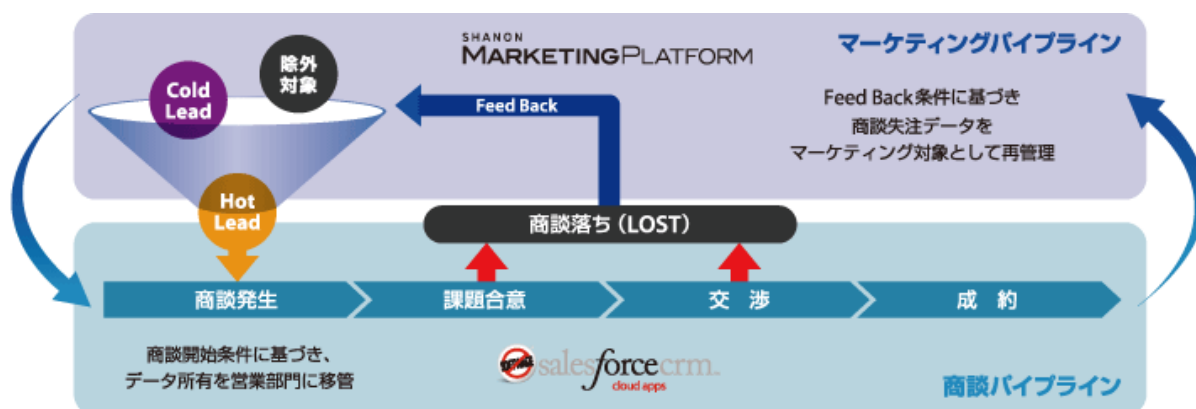 SHANON
MARKETINGPLATFORM
マーケティングパイプライン
除外
対象
Cold
Lead
Feed Back
Feed Back条件に基づき
商談失注データを
マーケティング対象として再管理
Hot
Lead
商談落ち（LOST）
商談発生
課題合意
交 渉
成 約
商談開始条件に基づき、
データ所有を営業部門に移管
salesforcecrm
cloud apps
商談パイプライン